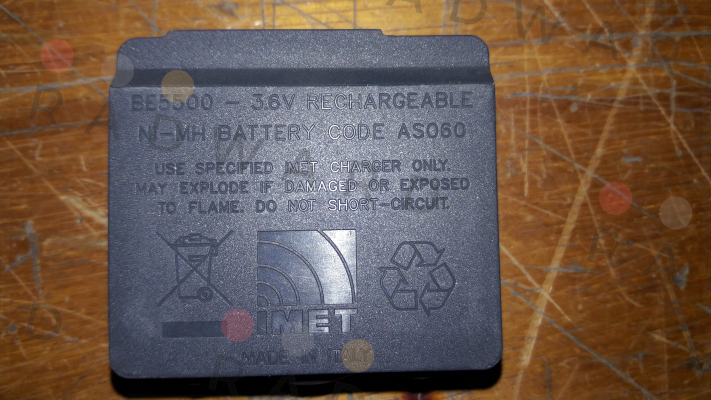 BE5500 - 3.6V RECHARGEABLE
NI-MH BATTERY CODE AS060
USE SPECIFIED IMET CHARGER ONLY.
MAY EXPLODE IF DAMAGED OR EXPOSED
TO FLAME. DO NOT SHORT-CIRCUIT.
IMET
MADE IN ITALY